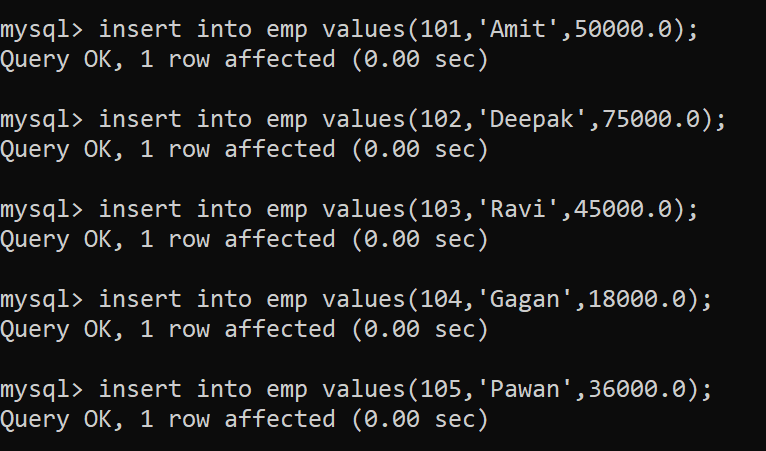 mysql> insert into emp values(101,'Amit',50000.0);
Query OK, 1 row affected (0.00 sec)
mysql> insert into emp values(102,'Deepak',75000.0);
Query OK, 1 row affected (0.00 sec)
mysql> insert into emp values(103,'Ravi',45000.0);
Query OK, 1 row affected (0.00 sec)
mysql> insert into emp values(104,'Gagan',18000.0);
Query OK, 1 row affected (0.00 sec)
mysql> insert into emp values(105,'Pawan',36000.0);
Query OK, 1 row affected (0.00 sec)